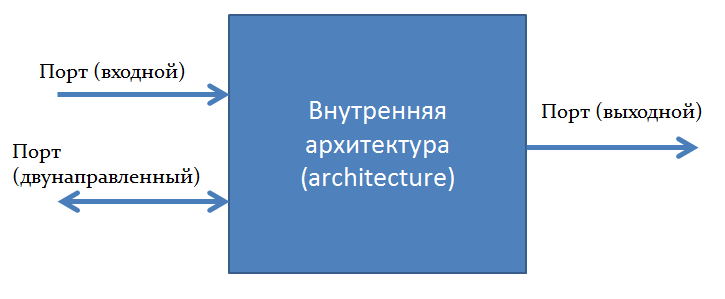 Порт (входной)
Порт
(двунаправленный)
Внутренняя
архитектура
(architecture)
Порт (выходной)